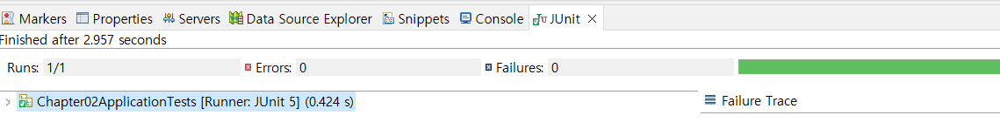 Markers Properties Servers Data Source Explorer Snippets Console JUnit
Finished after 2.957 seconds
Runs: 1/1 Errors: 0 Failures: 0
Chapter02ApplicationTests [Runner: JUnit 5] (0.424 s) Failure Trace